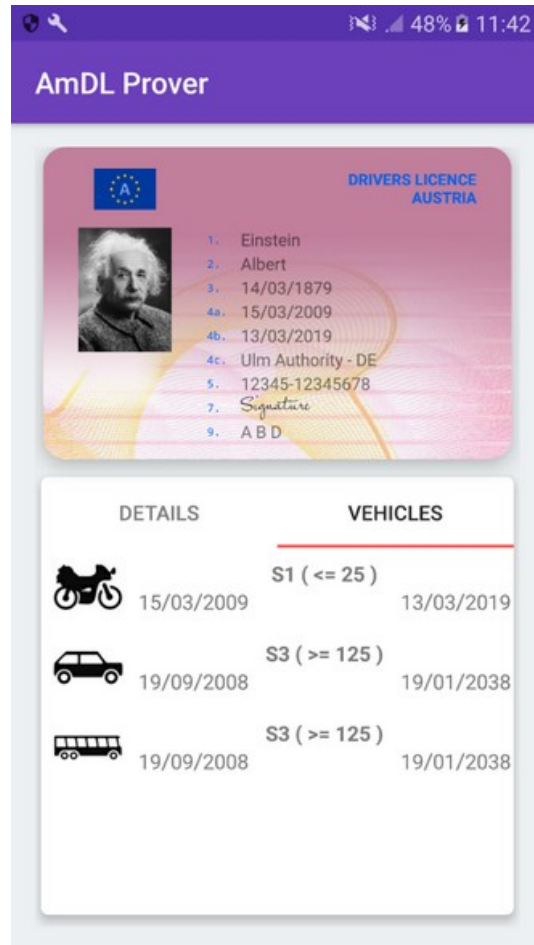 48% 11:42
AmDL Prover
A
DRIVERS LICENCE
AUSTRIA
1. Einstein
2. Albert
3. 14/03/1879
4a. 15/03/2009
4b. 13/03/2019
4c. Ulm Authority - DE
5. 12345-12345678
7. Signature
9. A B D
DETAILS VEHICLES
S1 ( <= 25 )
15/03/2009 13/03/2019
S3 ( >= 125 )
19/09/2008 19/01/2038
S3 ( >= 125 )
19/09/2008 19/01/2038